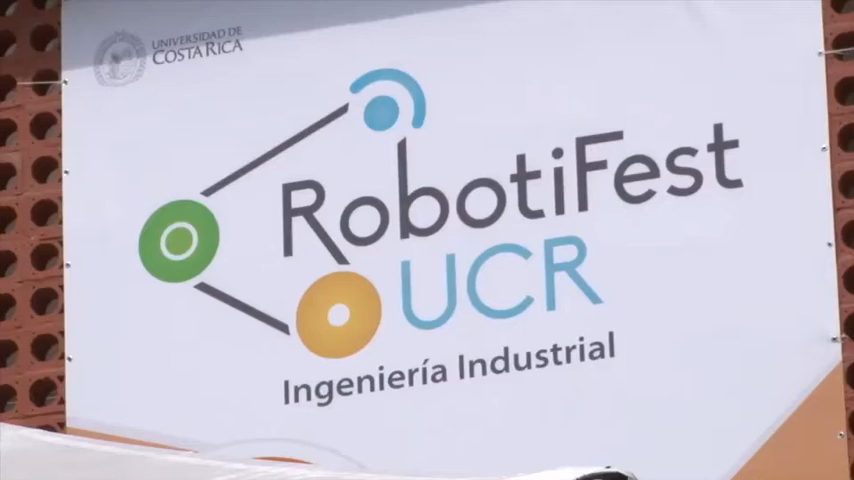 UNIVERSIDAD DE
COSTA RICA
RobotiFest
UCR
Ingeniería Industrial